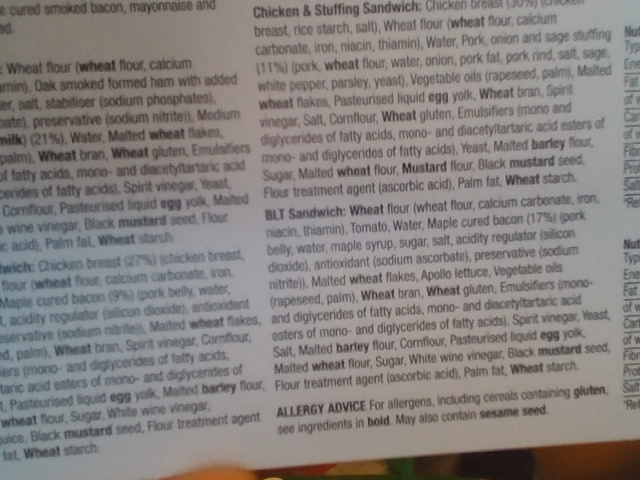 e cured smoked bacon, mayonnaise and
ad.
: Wheat flour (wheat flour, calcium
amin), Oak smoked formed ham with added
er, salt, stabiliser (sodium phosphates),
bate), preservative (sodium nitrite)), Medium
milk) (21%), Water, Malted wheat flakes,
palm), Wheat bran, Wheat gluten, Emulsifiers
of fatty acids, mono- and diacetyltartaric acid
cerides of fatty acids), Spirit vinegar, Yeast,
Cornflour, Pasteurised liquid egg yolk, Malted
wine vinegar, Black mustard seed, Flour
c acid), Palm fat, Wheat starch.
wich: Chicken breast (27%) (chicken breast,
flour (wheat flour, calcium carbonate, iron,
Maple cured bacon (9%) (pork belly, water,
t, acidity regulator (silicon dioxide), antioxidant
servative (sodium nitrite)), Malted wheat flakes,
ed, palm), Wheat bran, Spirit vinegar, Cornflour,
iers (mono- and diglycerides of fatty acids,
taric acid esters of mono- and diglycerides of
t, Pasteurised liquid egg yolk, Malted barley flour,
wheat flour, Sugar, White wine vinegar,
juice, Black mustard seed, Flour treatment agent
fat, Wheat starch.
Chicken & Stuffing Sandwich: Chicken breast (30%) (chicken
breast, rice starch, salt), Wheat flour (wheat flour, calcium
carbonate, iron, niacin, thiamin), Water, Pork, onion and sage stuffing
(11%) (pork, wheat flour, water, onion, pork fat, pork rind, salt, sage,
white pepper, parsley, yeast), Vegetable oils (rapeseed, palm), Malted
wheat flakes, Pasteurised liquid egg yolk, Wheat bran, Spirit
vinegar, Salt, Cornflour, Wheat gluten, Emulsifiers (mono and
diglycerides of fatty acids, mono- and diacetyltartaric acid esters of
mono- and diglycerides of fatty acids), Yeast, Malted barley flour,
Sugar, Malted wheat flour, Mustard flour, Black mustard seed,
Flour treatment agent (ascorbic acid), Palm fat, Wheat starch.
BLT Sandwich: Wheat flour (wheat flour, calcium carbonate, iron,
niacin, thiamin), Tomato, Water, Maple cured bacon (17%) (pork
belly, water, maple syrup, sugar, salt, acidity regulator (silicon
dioxide), antioxidant (sodium ascorbate), preservative (sodium
nitrite)), Malted wheat flakes, Apollo lettuce, Vegetable oils
(rapeseed, palm), Wheat bran, Wheat gluten, Emulsifiers (mono-
and diglycerides of fatty acids, mono- and diacetyltartaric acid
esters of mono- and diglycerides of fatty acids), Spirit vinegar, Yeast,
Salt, Malted barley flour, Cornflour, Pasteurised liquid egg yolk,
Malted wheat flour, Sugar, White wine vinegar, Black mustard seed,
Flour treatment agent (ascorbic acid), Palm fat, Wheat starch.
ALLERGY ADVICE For allergens, including cereals containing gluten,
see ingredients in bold. May also contain sesame seed.
Nut
Typ
Ene
Fat
of w
Car
of w
Fibr
Prot
Salt
Nut
Typ
Ene
Fat
of w
Car
of w
Fibr
Prot
Salt